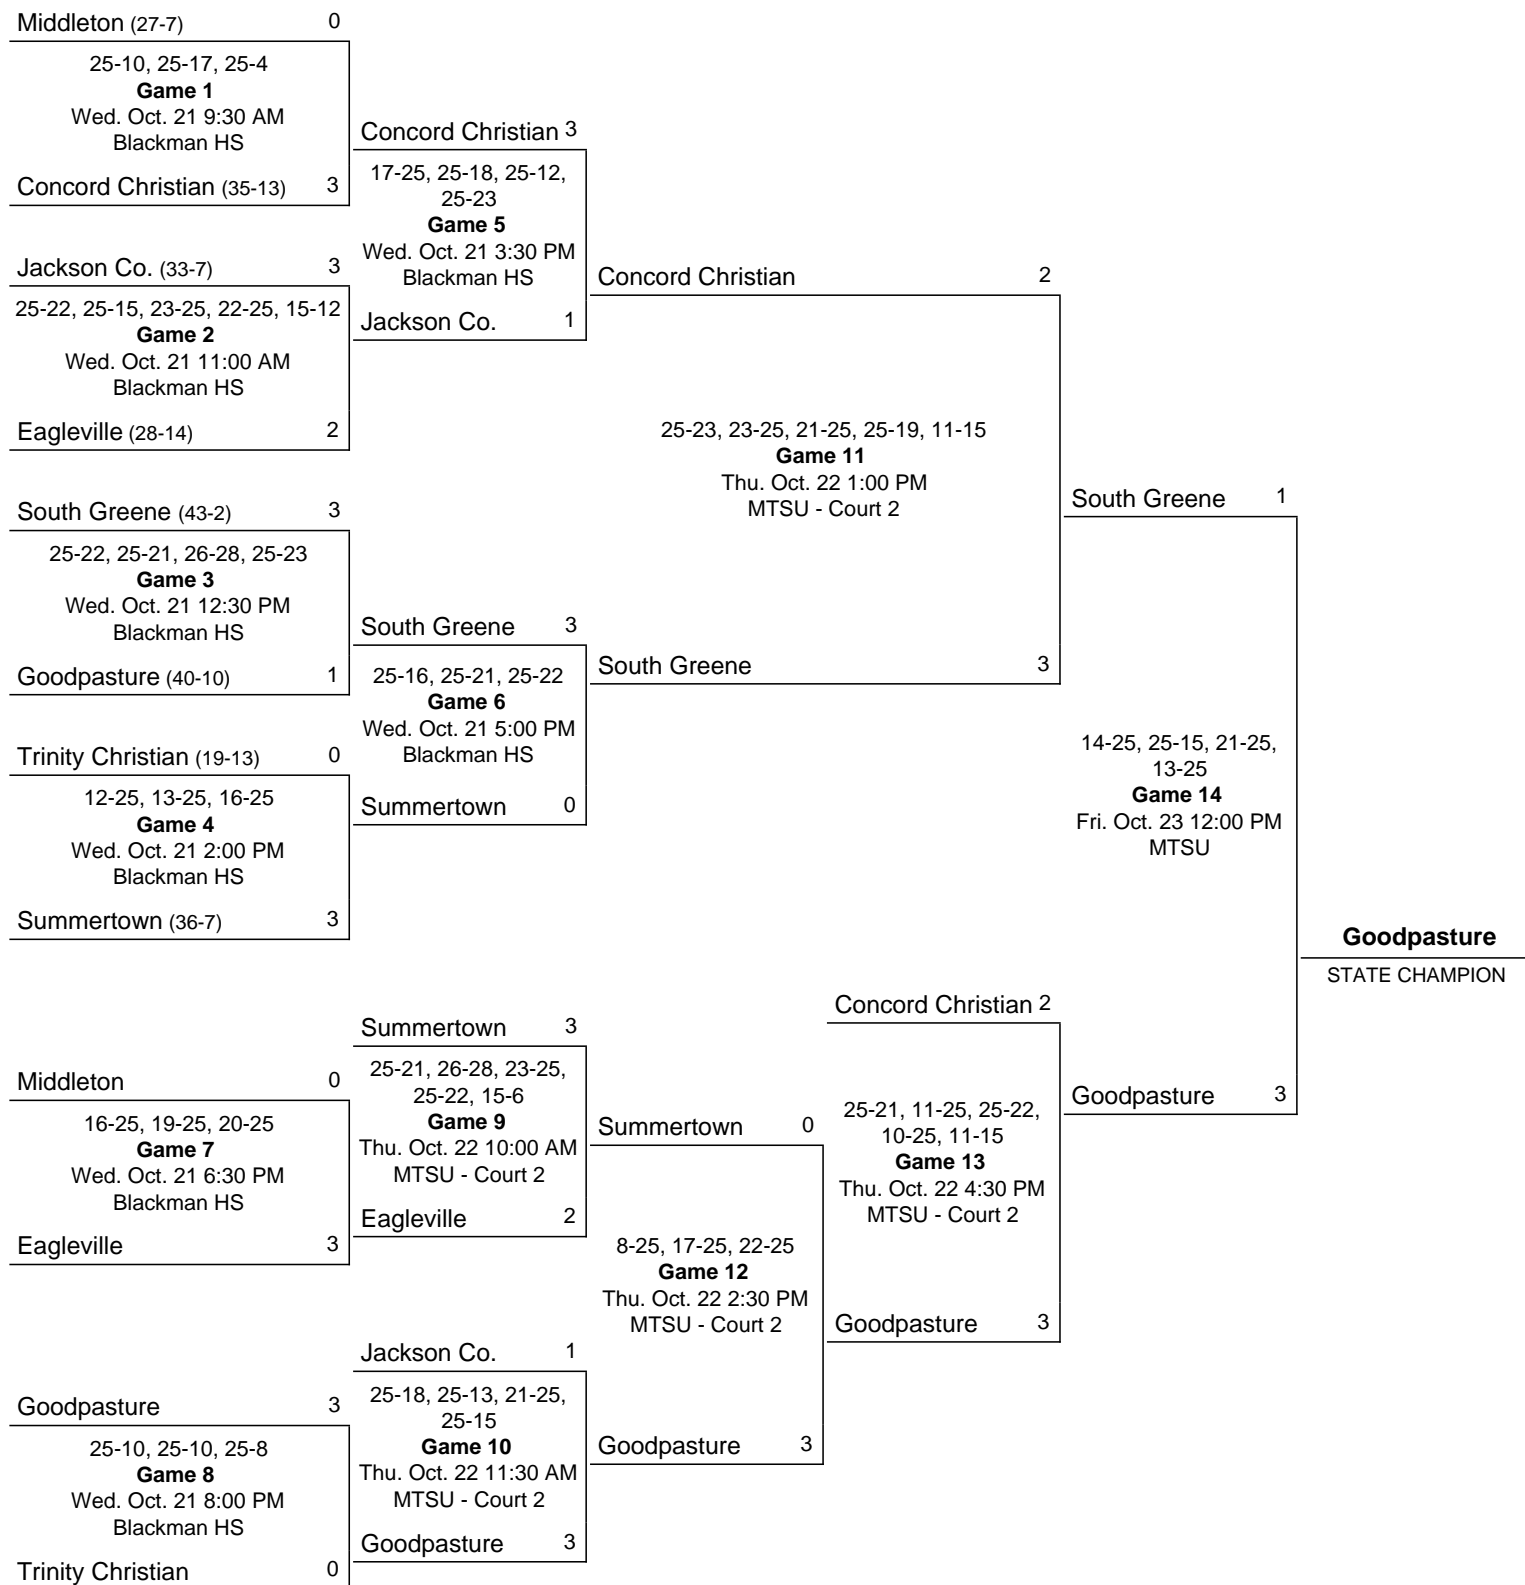 Middleton (27-7) 0
25-10, 25-17, 25-4
Game 1
Wed. Oct. 21 9:30 AM
Blackman HS
Concord Christian (35-13) 3
Jackson Co. (33-7) 3
25-22, 25-15, 23-25, 22-25, 15-12
Game 2
Wed. Oct. 21 11:00 AM
Blackman HS
Eagleville (28-14) 2
South Greene (43-2) 3
25-22, 25-21, 26-28, 25-23
Game 3
Wed. Oct. 21 12:30 PM
Blackman HS
Goodpasture (40-10) 1
Trinity Christian (19-13) 0
12-25, 13-25, 16-25
Game 4
Wed. Oct. 21 2:00 PM
Blackman HS
Summertown (36-7) 3
Concord Christian 3
17-25, 25-18, 25-12,
25-23
Game 5
Wed. Oct. 21 3:30 PM
Blackman HS
Jackson Co. 1
South Greene 3
25-16, 25-21, 25-22
Game 6
Wed. Oct. 21 5:00 PM
Blackman HS
Summertown 0
Concord Christian 2
25-23, 23-25, 21-25, 25-19, 11-15
Game 11
Thu. Oct. 22 1:00 PM
MTSU - Court 2
South Greene 3
South Greene 1
14-25, 25-15, 21-25,
13-25
Game 14
Fri. Oct. 23 12:00 PM
MTSU
Goodpasture 3
Goodpasture
STATE CHAMPION
Middleton 0
16-25, 19-25, 20-25
Game 7
Wed. Oct. 21 6:30 PM
Blackman HS
Eagleville 3
Goodpasture 3
25-10, 25-10, 25-8
Game 8
Wed. Oct. 21 8:00 PM
Blackman HS
Trinity Christian 0
Summertown 3
25-21, 26-28, 23-25,
25-22, 15-6
Game 9
Thu. Oct. 22 10:00 AM
MTSU - Court 2
Eagleville 2
Jackson Co. 1
25-18, 25-13, 21-25,
25-15
Game 10
Thu. Oct. 22 11:30 AM
MTSU - Court 2
Goodpasture 3
Summertown 0
8-25, 17-25, 22-25
Game 12
Thu. Oct. 22 2:30 PM
MTSU - Court 2
Goodpasture 3
Concord Christian 2
25-21, 11-25, 25-22,
10-25, 11-15
Game 13
Thu. Oct. 22 4:30 PM
MTSU - Court 2
Goodpasture 3